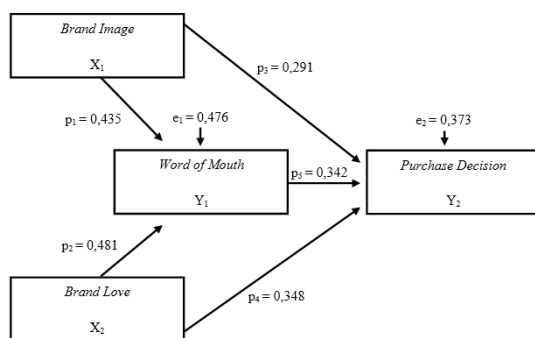 Brand Image
X₁
p₃ = 0,291
p₁ = 0,435
e₁ = 0,476
e₂ = 0,373
Word of Mouth
Y₁
p₅ = 0,342
Purchase Decision
Y₂
p₂ = 0,481
Brand Love
X₂
p₄ = 0,348